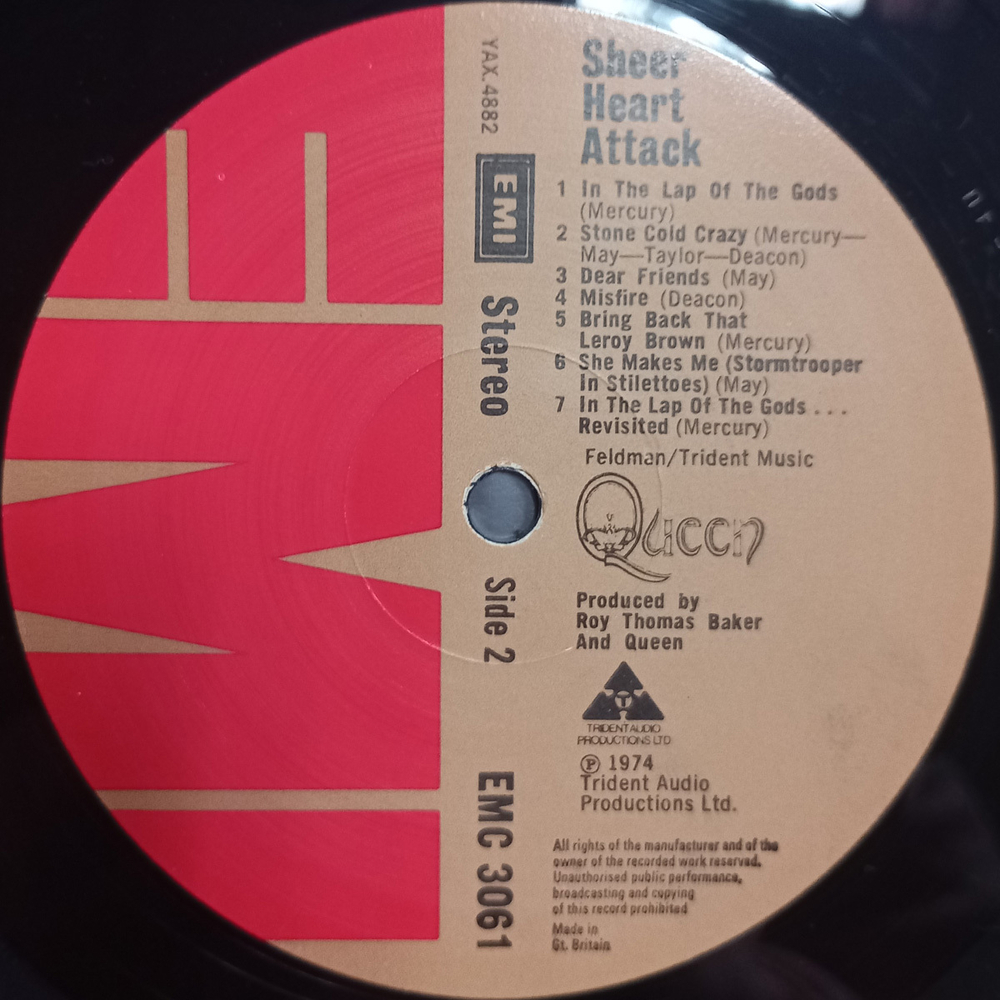 YAX.4882
EMI
Stereo
Side 2
EMC 3061
Sheer
Heart
Attack
1 In The Lap Of The Gods
(Mercury)
2 Stone Cold Crazy (Mercury—
May—Taylor—Deacon)
3 Dear Friends (May)
4 Misfire (Deacon)
5 Bring Back That
Leroy Brown (Mercury)
6 She Makes Me (Stormtrooper
In Stilettoes) (May)
7 In The Lap Of The Gods . . .
Revisited (Mercury)
Feldman/Trident Music
Queen
Produced by
Roy Thomas Baker
And Queen
TRIDENT AUDIO
PRODUCTIONS LTD
℗ 1974
Trident Audio
Productions Ltd.
All rights of the manufacturer and of the
owner of the recorded work reserved.
Unauthorised public performance,
broadcasting and copying
of this record prohibited
Made in
Gt. Britain